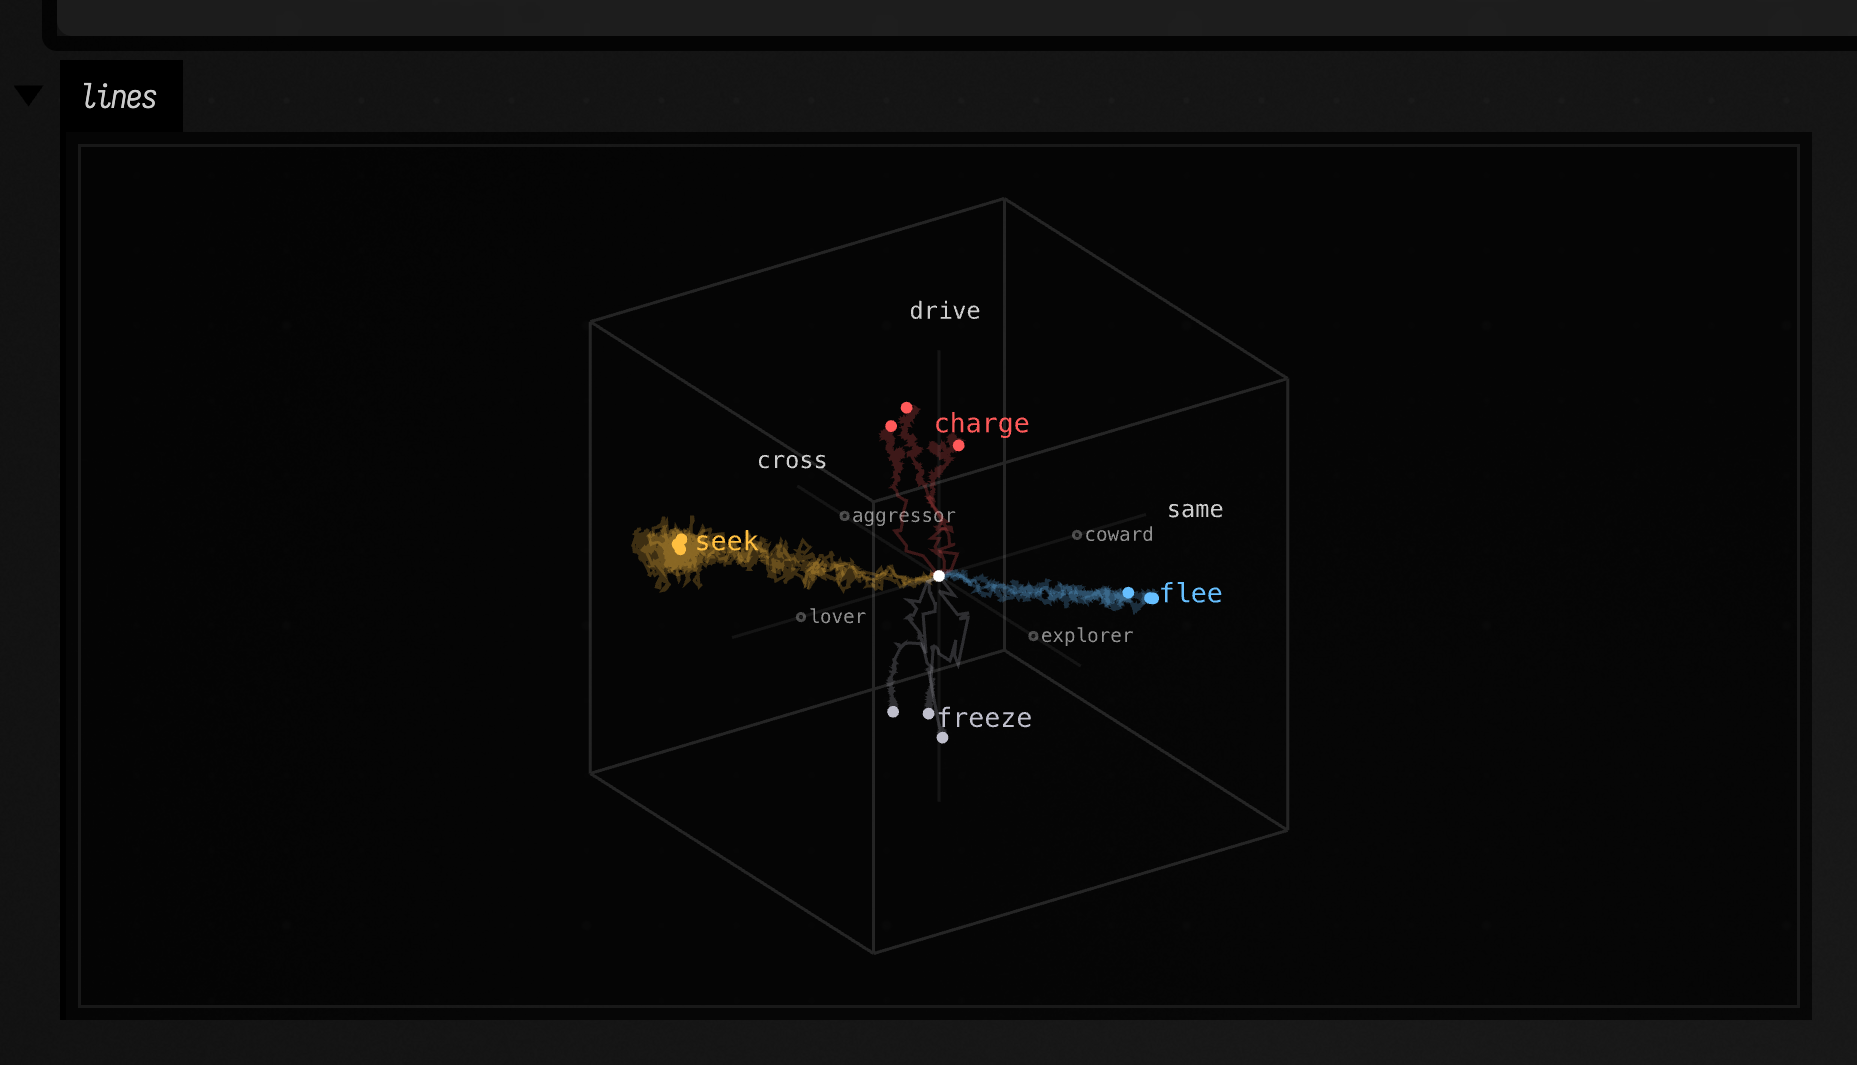 lines
drive
charge
cross
same
aggressor
coward
seek
flee
lover
explorer
freeze